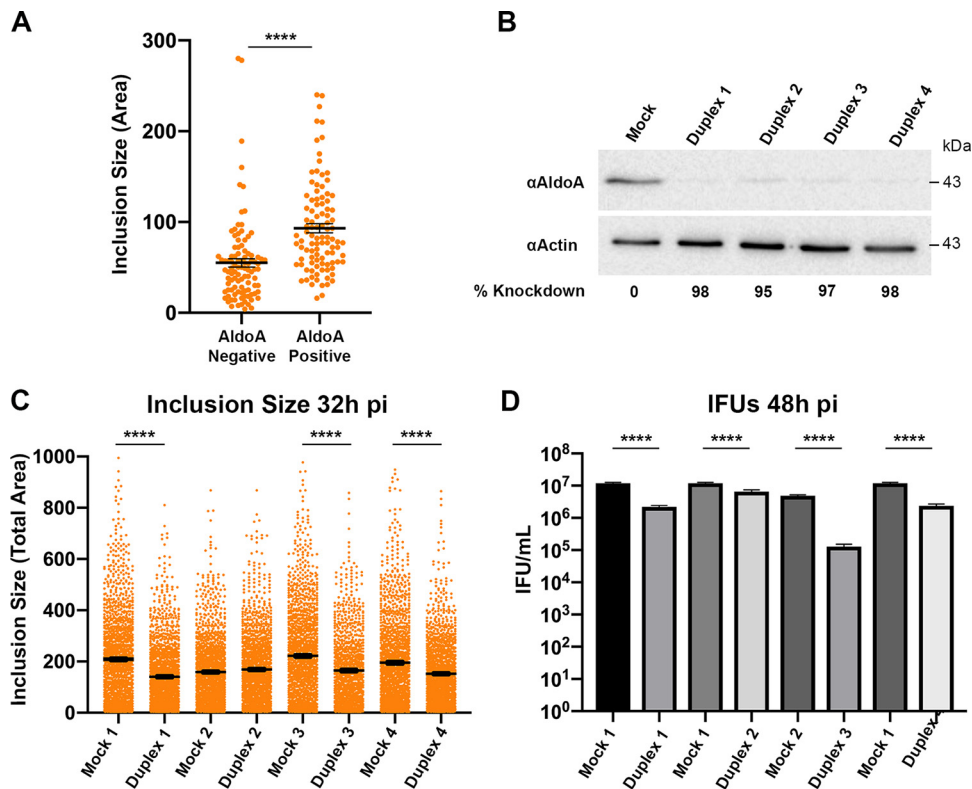 A
****
300
200
100
0
Inclusion Size (Area)
AldoA
Negative
AldoA
Positive
B
Mock
Duplex 1
Duplex 2
Duplex 3
Duplex 4
kDa
αAldoA
43
αActin
43
% Knockdown 0 98 95 97 98
C
Inclusion Size 32h pi
**** **** ****
1000
800
600
400
200
0
Inclusion Size (Total Area)
Mock 1
Duplex 1
Mock 2
Duplex 2
Mock 3
Duplex 3
Mock 4
Duplex 4
D
IFUs 48h pi
**** **** **** ****
10⁸
10⁷
10⁶
10⁵
10⁴
10³
10²
10¹
10⁰
IFU/mL
Mock 1
Duplex 1
Mock 1
Duplex 2
Mock 2
Duplex 3
Mock 1
Duplex